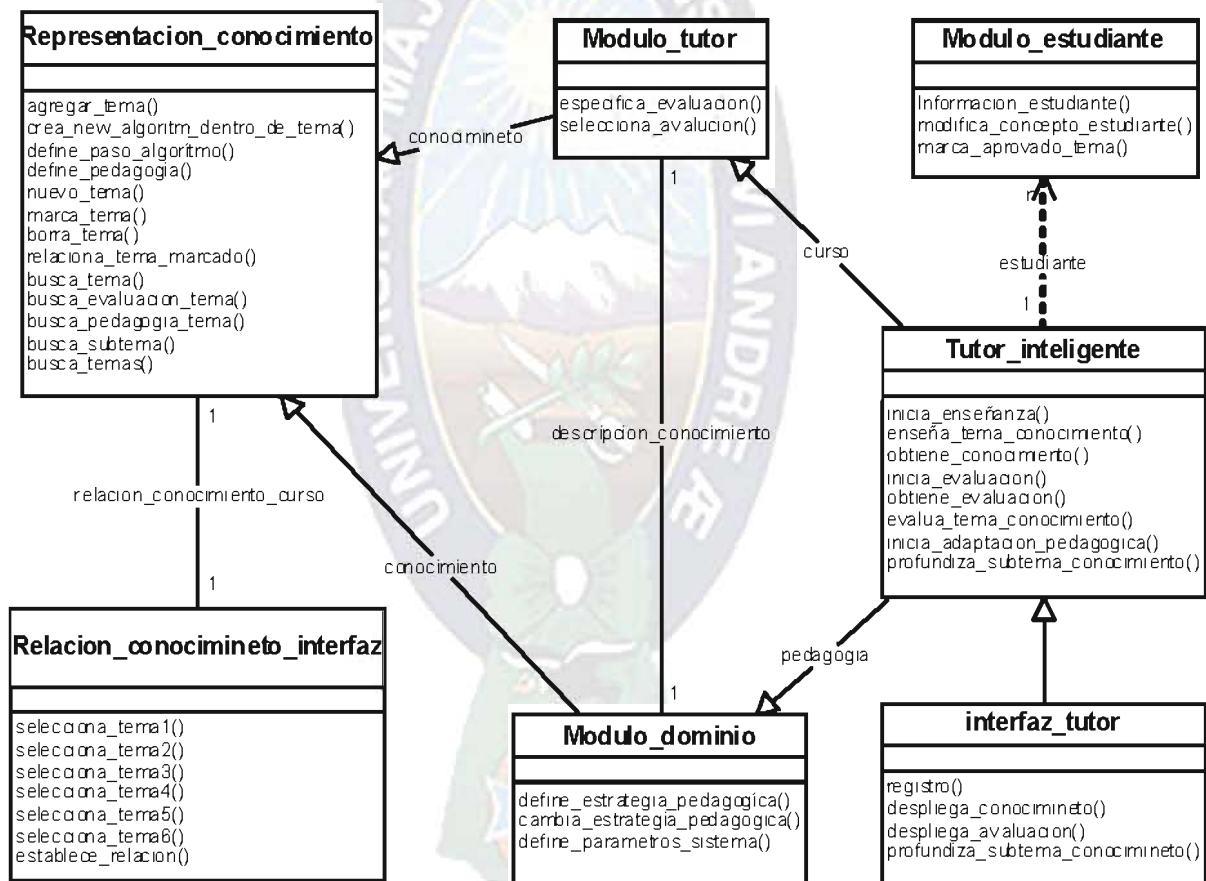 Representacion_conocimiento
agregar_tema()
crea_new_algoritm_dentro_de_tema()
define_paso_algoritmo()
define_pedagogia()
nuevo_tema()
marca_tema()
borra_tema()
relaciona_tema_marcado()
busca_tema()
busca_evaluacion_tema()
busca_pedagogia_tema()
busca_subtema()
busca_temas()
conocimineto
Modulo_tutor
especifica_evaluacion()
selecciona_avalucion()
1
curso
Modulo_estudiante
Informacion_estudiante()
modifica_concepto_estudiante()
marca_aprovado_tema()
n
estudiante
1
Tutor_inteligente
inicia_enseñanza()
enseña_tema_conocimiento()
obtiene_conocimiento()
inicia_evaluacion()
obtiene_evaluacion()
evalua_tema_conocimiento()
inicia_adaptacion_pedagogica()
profundiza_subtema_conocimiento()
1
relacion_conocimiento_curso
1
descripcion_conocimiento
conocimiento
pedagogia
1
Relacion_conocimineto_interfaz
selecciona_tema1()
selecciona_tema2()
selecciona_tema3()
selecciona_tema4()
selecciona_tema5()
selecciona_tema6()
establece_relacion()
Modulo_dominio
define_estrategia_pedagogica()
cambia_estrategia_pedagogica()
define_parametros_sistema()
interfaz_tutor
registro()
despliega_conocimineto()
despliega_avaluacion()
profundiza_subtema_conocimineto()